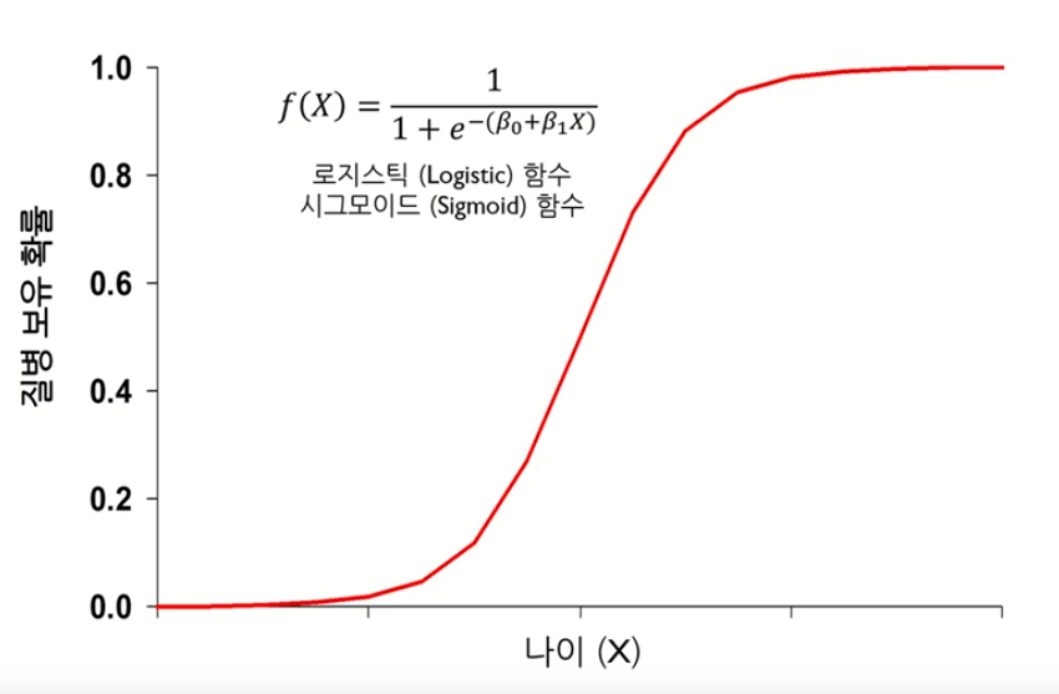 1.0
f(X) = 1 / (1 + e^−(β₀+β₁X))
로지스틱 (Logistic) 함수
시그모이드 (Sigmoid) 함수
0.8
0.6
0.4
0.2
0.0
질병 보유 확률
나이 (X)